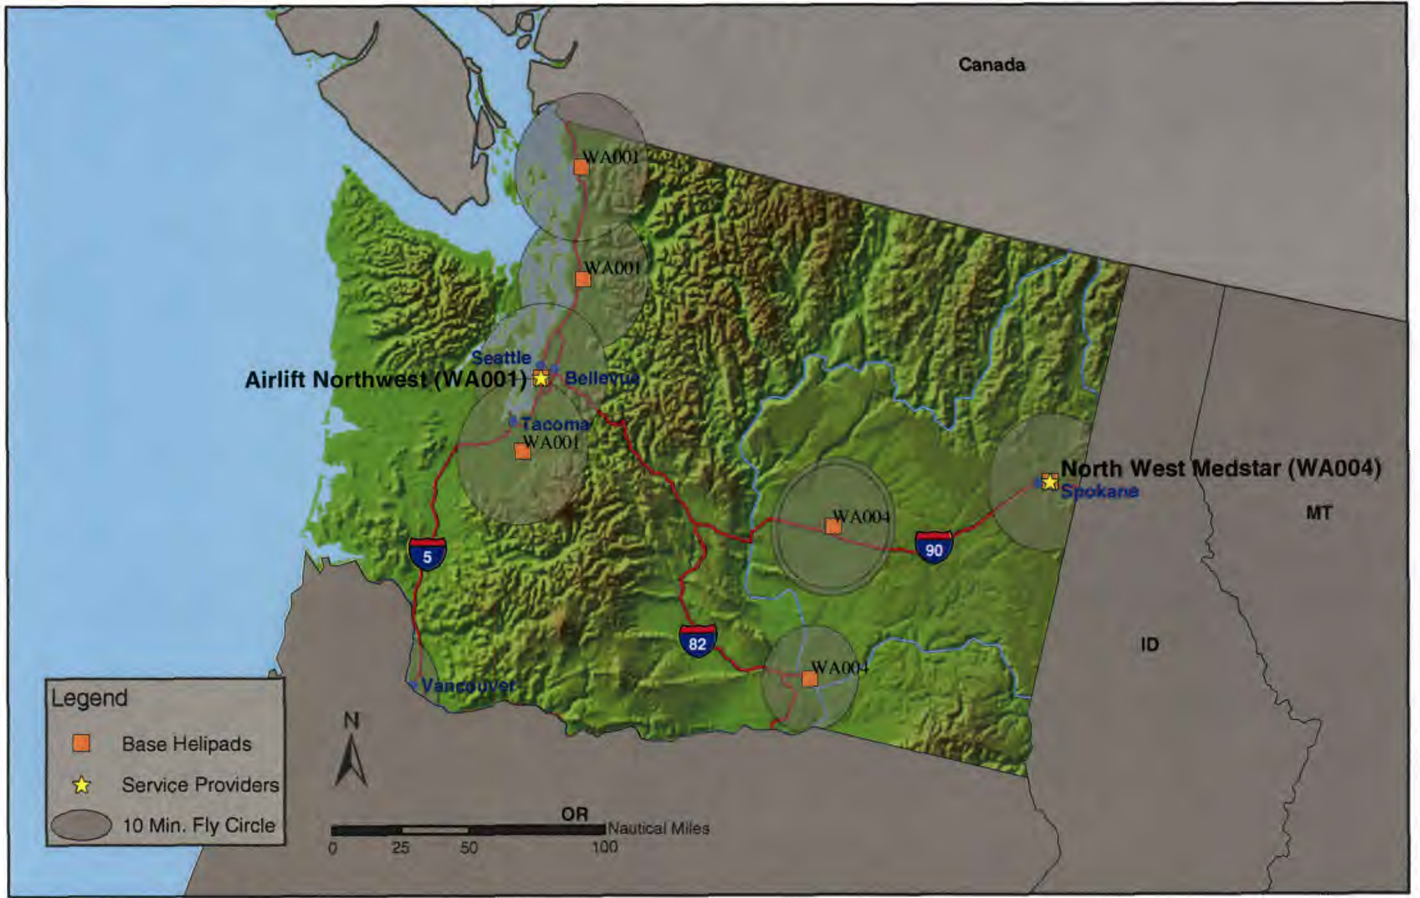 Canada
WA001
WA001
Seattle
Airlift Northwest (WA001)
Bellevue
Tacoma
WA001
North West Medstar (WA004)
Spokane
WA004
MT
5
90
82
ID
WA004
Vancouver
Legend
Base Helipads
Service Providers
10 Min. Fly Circle
N
OR
Nautical Miles
0 25 50 100